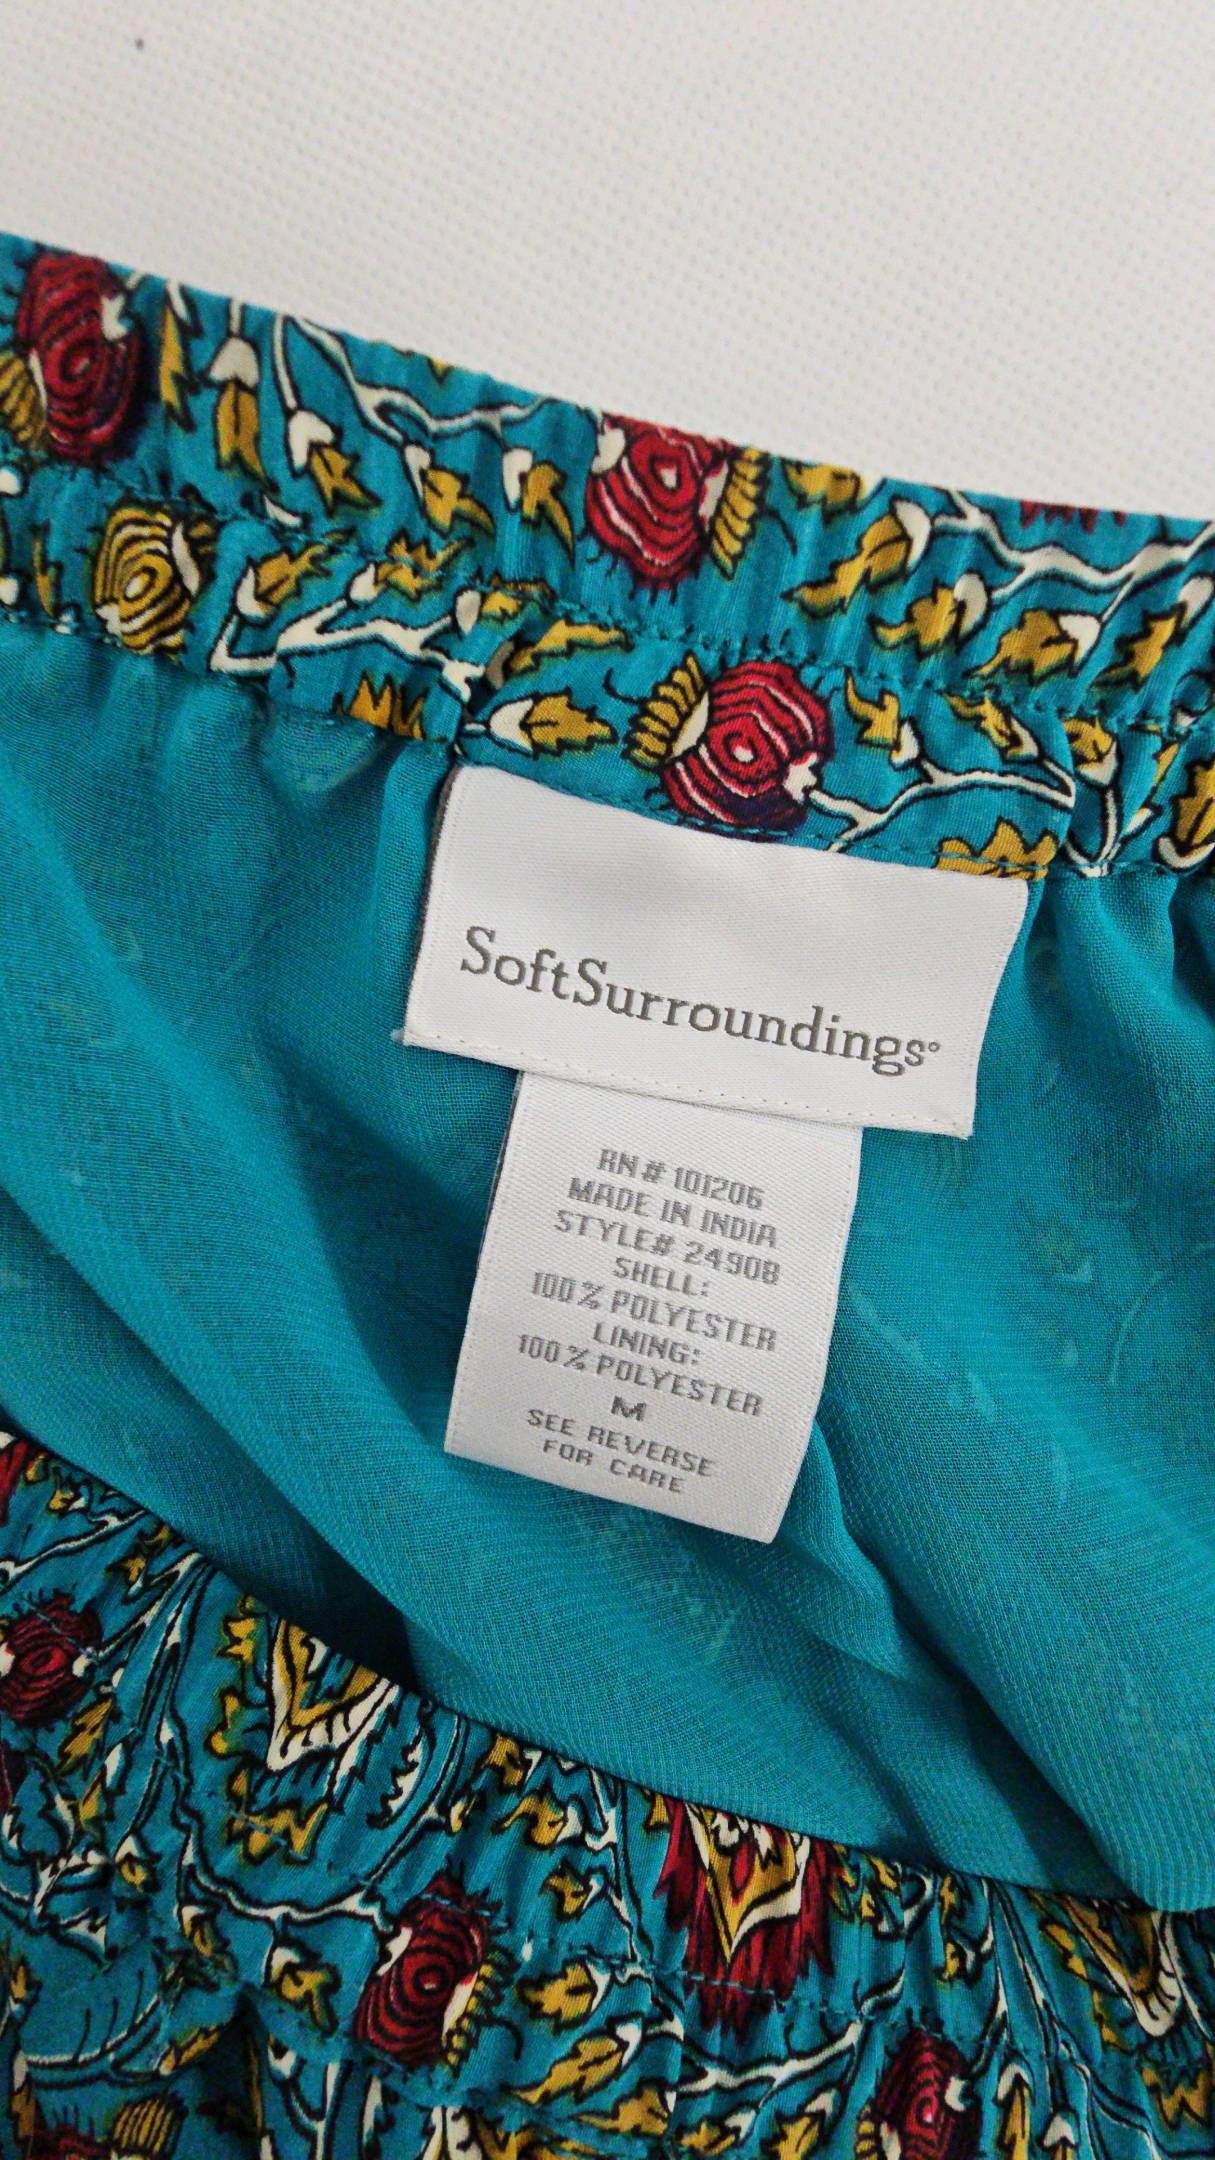 SoftSurroundings®
RN # 101206
MADE IN INDIA
STYLE# 24908
SHELL:
100% POLYESTER
LINING:
100% POLYESTER
M
SEE REVERSE
FOR CARE